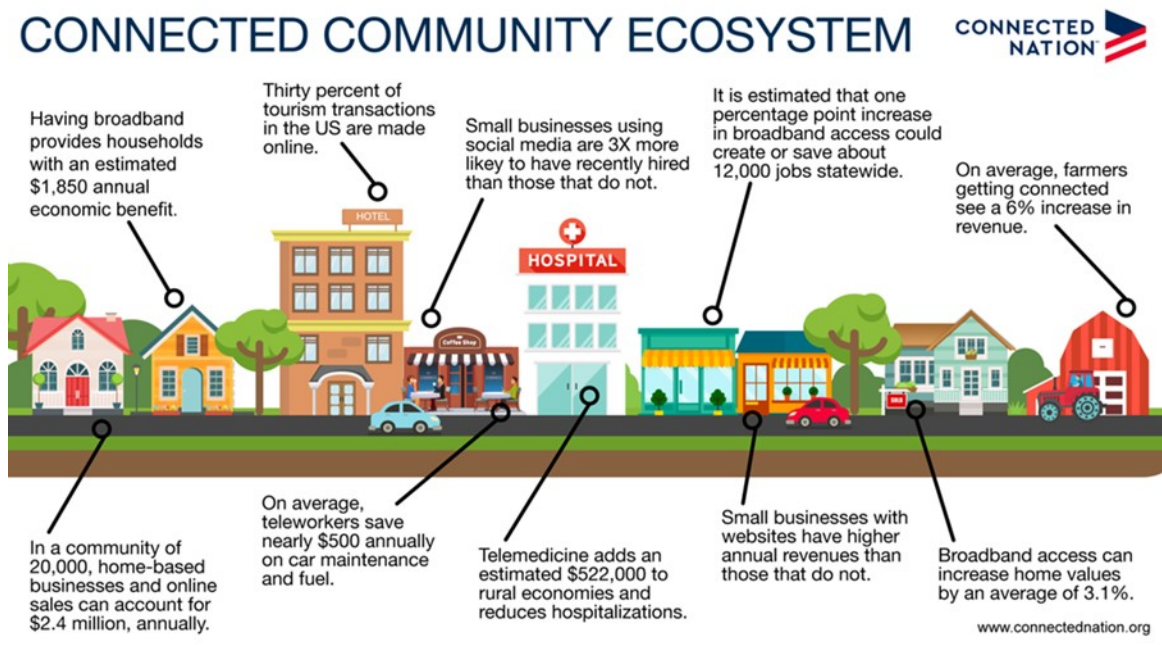 CONNECTED COMMUNITY ECOSYSTEM
CONNECTED
NATION
Having broadband
provides households
with an estimated
$1,850 annual
economic benefit.
Thirty percent of
tourism transactions
in the US are made
online.
Small businesses using
social media are 3X more
likey to have recently hired
than those that do not.
It is estimated that one
percentage point increase
in broadband access could
create or save about
12,000 jobs statewide.
On average, farmers
getting connected
see a 6% increase in
revenue.
HOTEL
HOSPITAL
Coffee Shop
SOLD
In a community of
20,000, home-based
businesses and online
sales can account for
$2.4 million, annually.
On average,
teleworkers save
nearly $500 annually
on car maintenance
and fuel.
Telemedicine adds an
estimated $522,000 to
rural economies and
reduces hospitalizations.
Small businesses with
websites have higher
annual revenues than
those that do not.
Broadband access can
increase home values
by an average of 3.1%.
www.connectednation.org